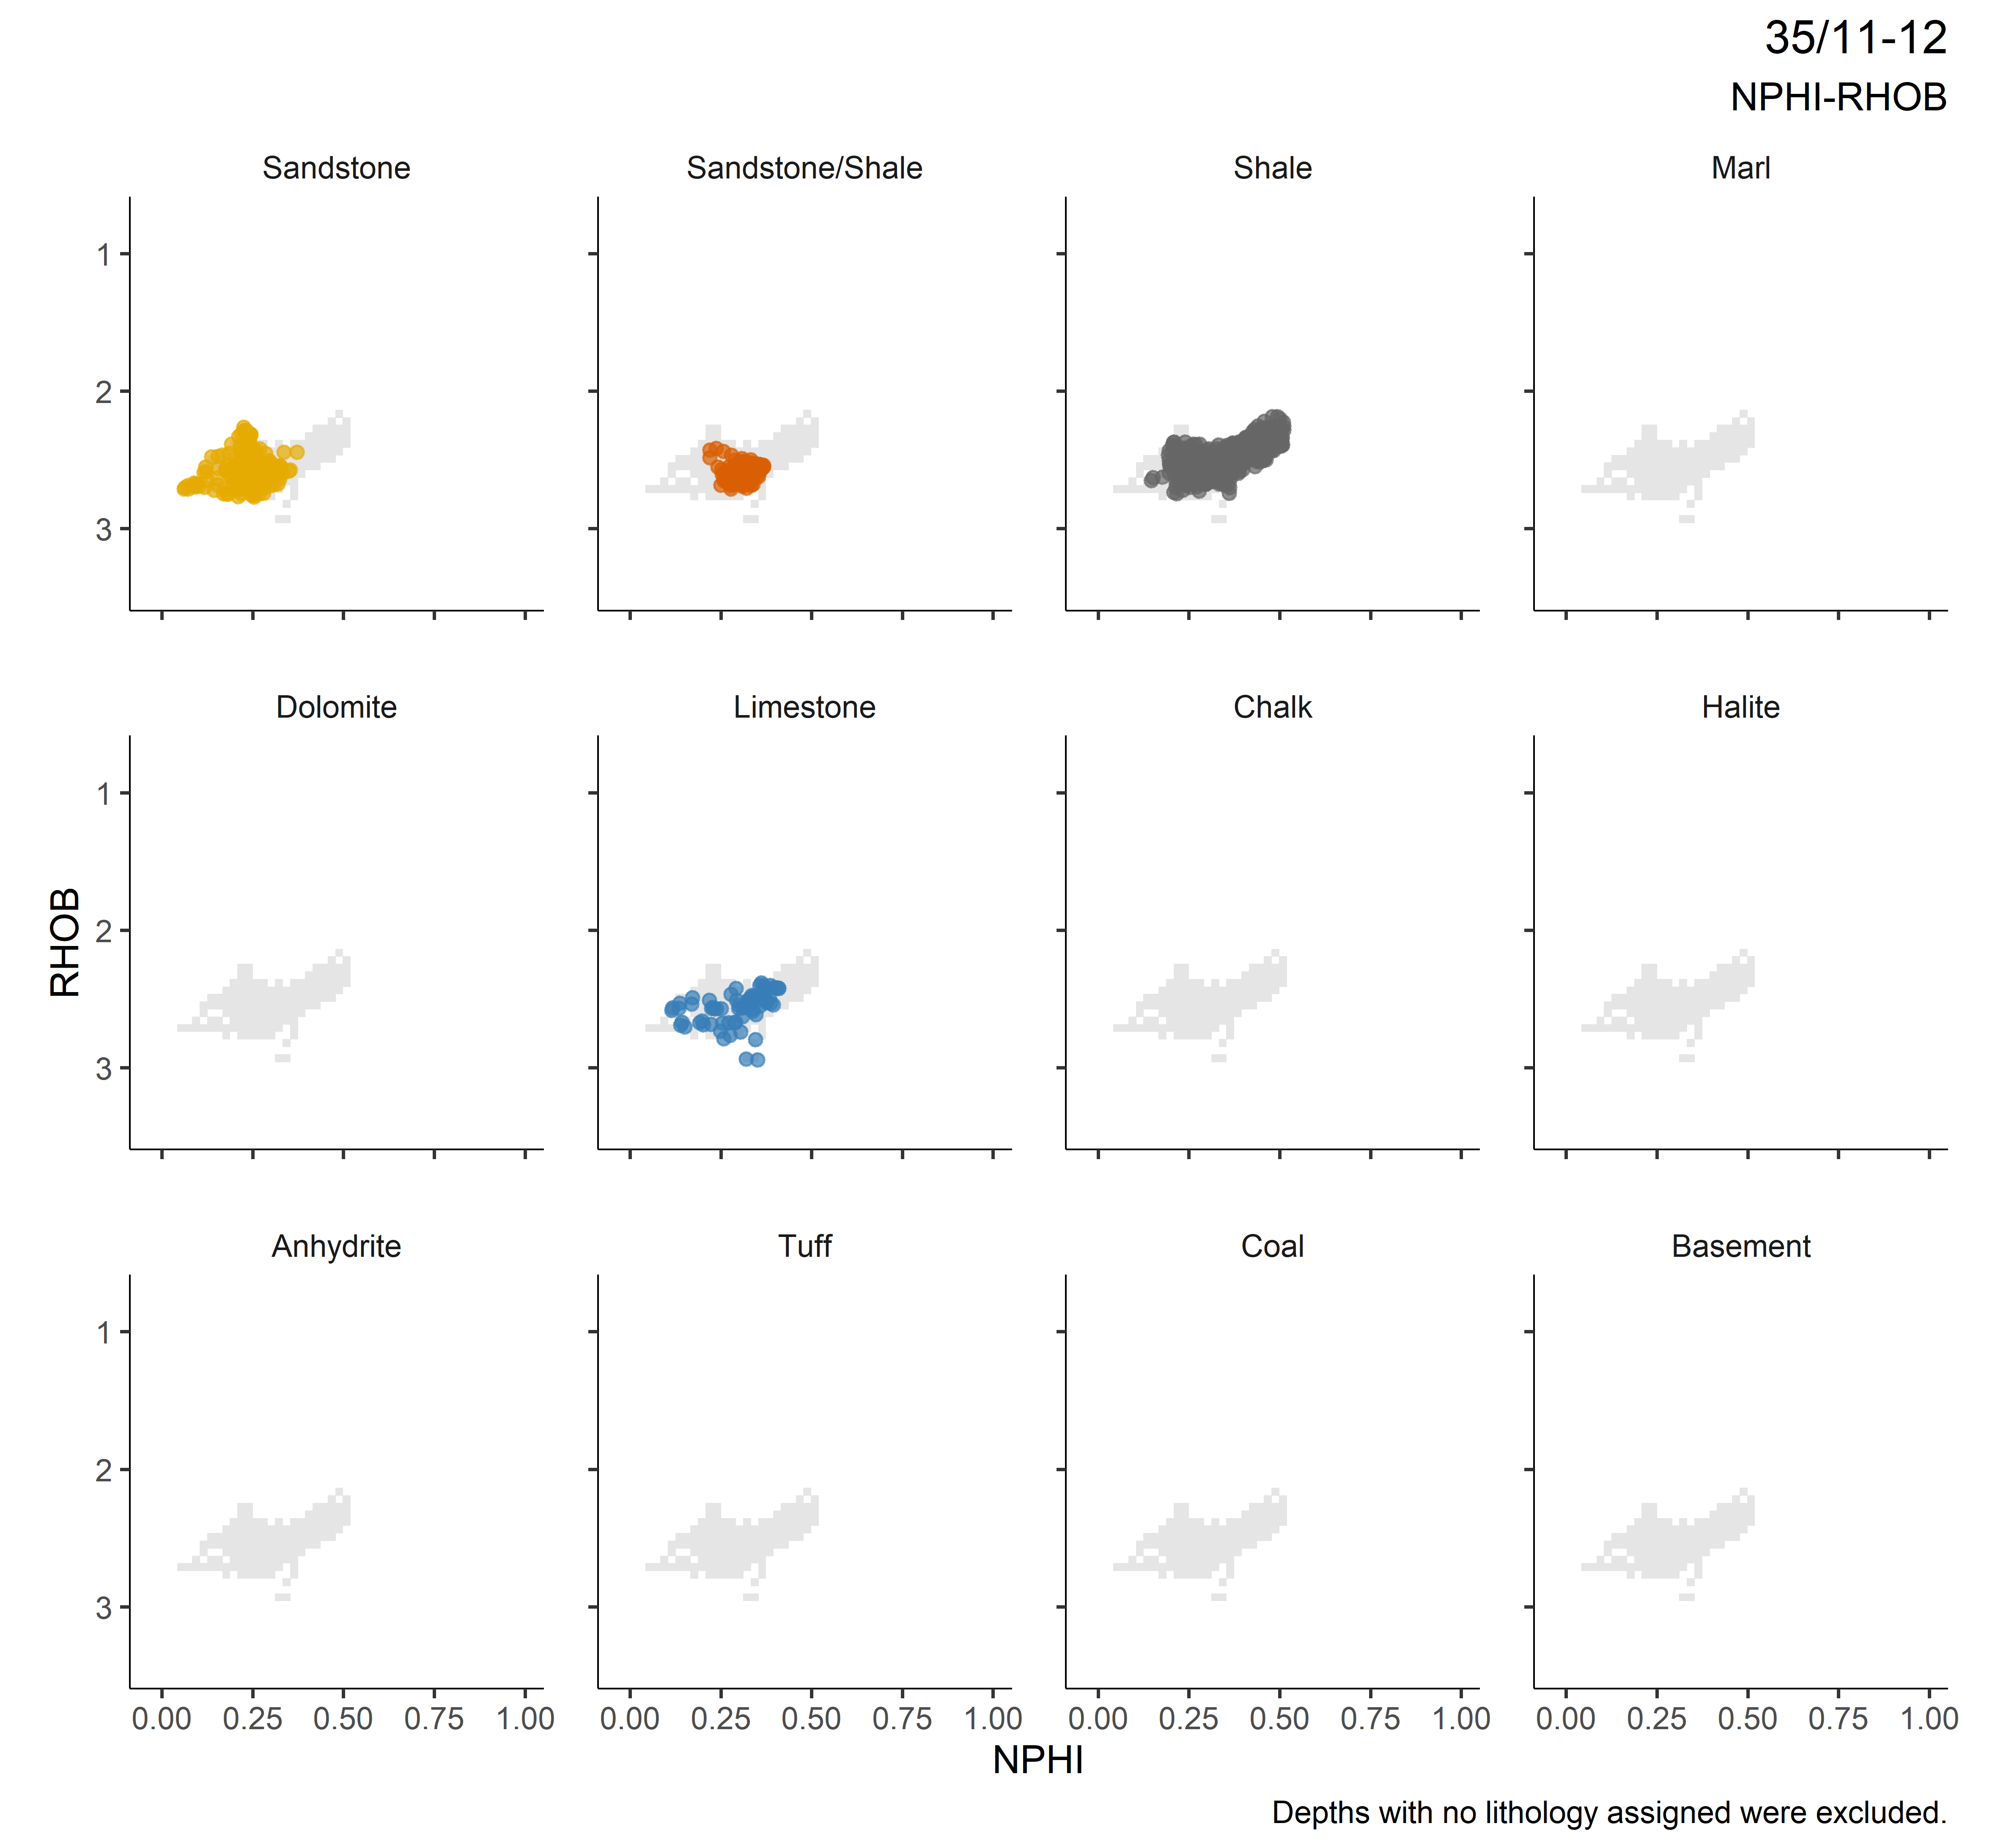 35/11-12
NPHI-RHOB
Sandstone Sandstone/Shale Shale Marl
1
2
3
Dolomite Limestone Chalk Halite
1
2
3
RHOB
Anhydrite Tuff Coal Basement
1
2
3
0.00 0.25 0.50 0.75 1.00 0.00 0.25 0.50 0.75 1.00 0.00 0.25 0.50 0.75 1.00 0.00 0.25 0.50 0.75 1.00
NPHI
Depths with no lithology assigned were excluded.